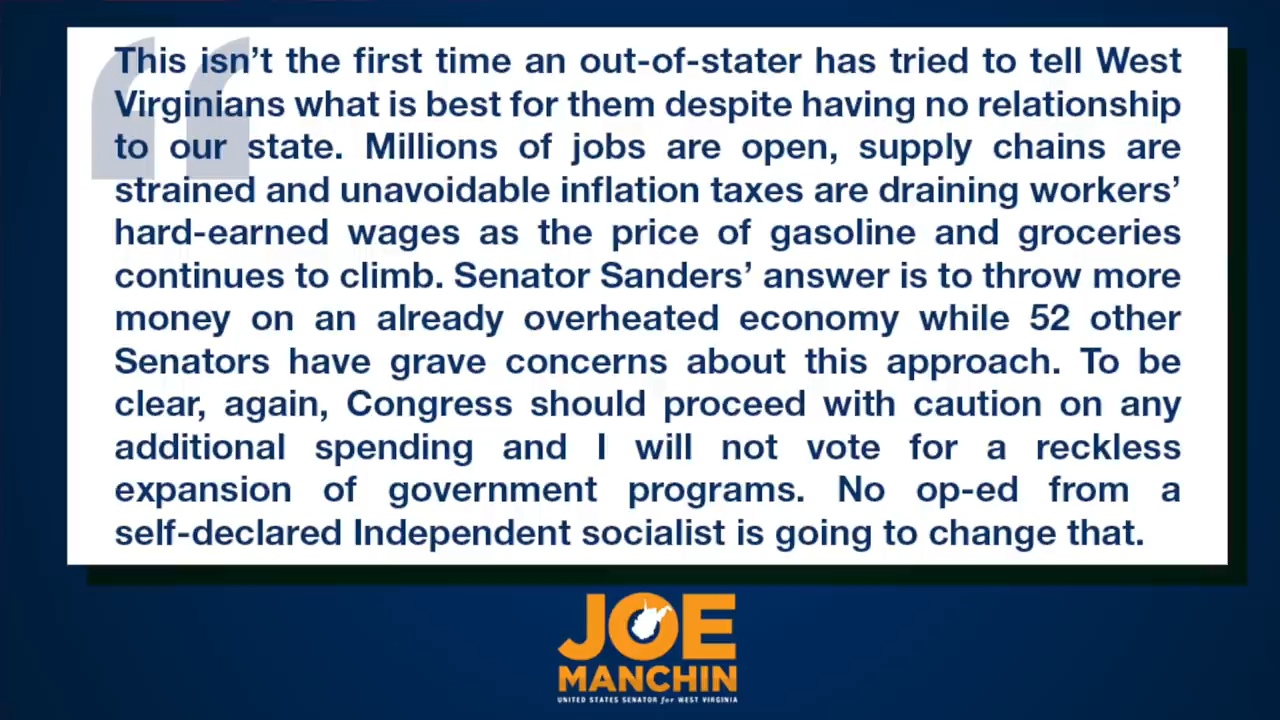 This isn’t the first time an out-of-stater has tried to tell West
Virginians what is best for them despite having no relationship
to our state. Millions of jobs are open, supply chains are
strained and unavoidable inflation taxes are draining workers’
hard-earned wages as the price of gasoline and groceries
continues to climb. Senator Sanders’ answer is to throw more
money on an already overheated economy while 52 other
Senators have grave concerns about this approach. To be
clear, again, Congress should proceed with caution on any
additional spending and I will not vote for a reckless
expansion of government programs. No op-ed from a
self-declared Independent socialist is going to change that.
JOE
MANCHIN
UNITED STATES SENATOR for WEST VIRGINIA